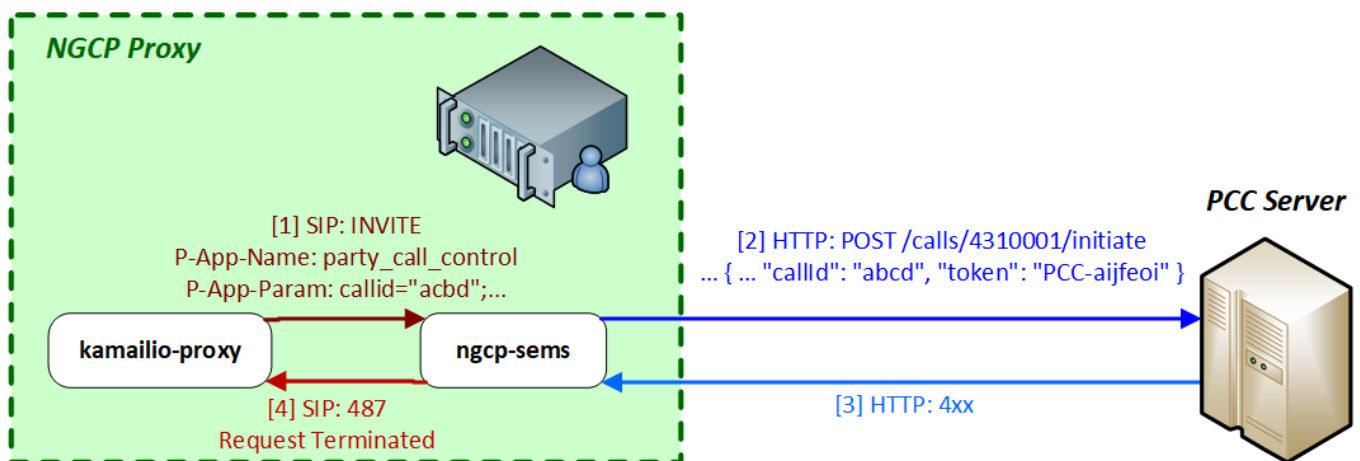 NGCP Proxy
[1] SIP: INVITE
P-App-Name: party_call_control
P-App-Param: callid="acbd";...
kamailio-proxy
ngcp-sems
[4] SIP: 487
Request Terminated
[2] HTTP: POST /calls/4310001/initiate
... { ... "callId": "abcd", "token": "PCC-aijfeoi" }
[3] HTTP: 4xx
PCC Server